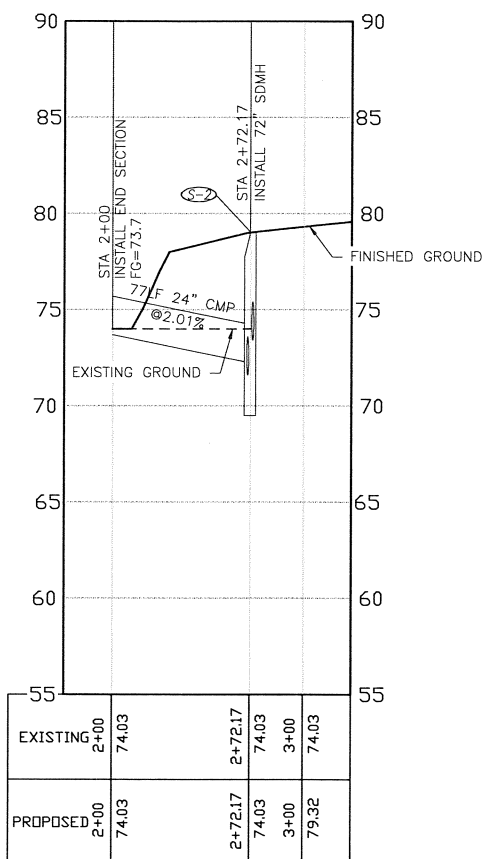 90
90
85
85
80
80
75
75
70
70
65
65
60
60
55
55
STA 2+00
INSTALL END SECTION
FG=73.7
STA 2+72.17
INSTALL 72" SDMH
S-2
FINISHED GROUND
77LF 24" CMP
@2.01%
EXISTING GROUND
EXISTING
2+00
74.03
2+72.17
74.03
3+00
74.03
PROPOSED
2+00
74.03
2+72.17
74.03
3+00
79.32